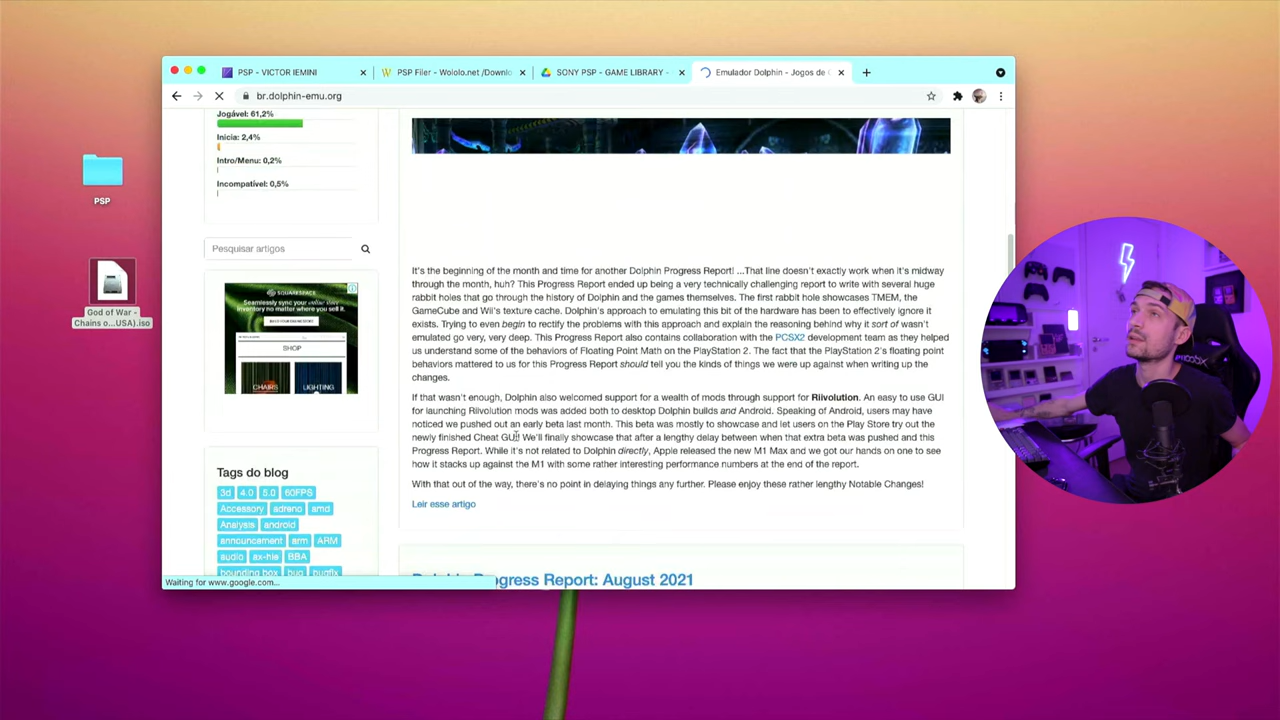 PSP - VICTOR IEMINI
PSP Filer - Wololo.net /Downlo
SONY PSP - GAME LIBRARY -
Emulador Dolphin - Jogos de G
br.dolphin-emu.org
Jogável: 61,2%
Inicia: 2,4%
Intro/Menu: 0,2%
Incompatível: 0,5%
PSP
Pesquisar artigos
God of War -
Chains o...USA).iso
SQUARESPACE
Seamlessly sync your online store
inventory no matter where you sell.
SHOP
CHAIRS
LIGHTING
It's the beginning of the month and time for another Dolphin Progress Report! ...That line doesn't exactly work when it's midway
through the month, huh? This Progress Report ended up being a very technically challenging report to write with several huge
rabbit holes that go through the history of Dolphin and the games themselves. The first rabbit hole showcases TMEM, the
GameCube and Wii's texture cache. Dolphin's approach to emulating this bit of the hardware has been to effectively ignore it
exists. Trying to even begin to rectify the problems with this approach and explain the reasoning behind why it sort of wasn't
emulated go very, very deep. This Progress Report also contains collaboration with the PCSX2 development team as they helped
us understand some of the behaviors of Floating Point Math on the PlayStation 2. The fact that the PlayStation 2's floating point
behaviors mattered to us for this Progress Report should tell you the kinds of things we were up against when writing up the
changes.
If that wasn't enough, Dolphin also welcomed support for a wealth of mods through support for Riivolution. An easy to use GUI
for launching Riivolution mods was added both to desktop Dolphin builds and Android. Speaking of Android, users may have
noticed we pushed out an early beta last month. This beta was mostly to showcase and let users on the Play Store try out the
newly finished Cheat GUI! We'll finally showcase that after a lengthy delay between when that extra beta was pushed and this
Progress Report. While it's not related to Dolphin directly, Apple released the new M1 Max and we got our hands on one to see
how it stacks up against the M1 with some rather interesting performance numbers at the end of the report.
With that out of the way, there's no point in delaying things any further. Please enjoy these rather lengthy Notable Changes!
Leir esse artigo
Tags do blog
3d 4.0 5.0 60FPS
Accessory adreno amd
Analysis android
announcement arm ARM
audio ax-hle BBA
bounding box bug bugfix
Dolphin Progress Report: August 2021
Waiting for www.google.com...